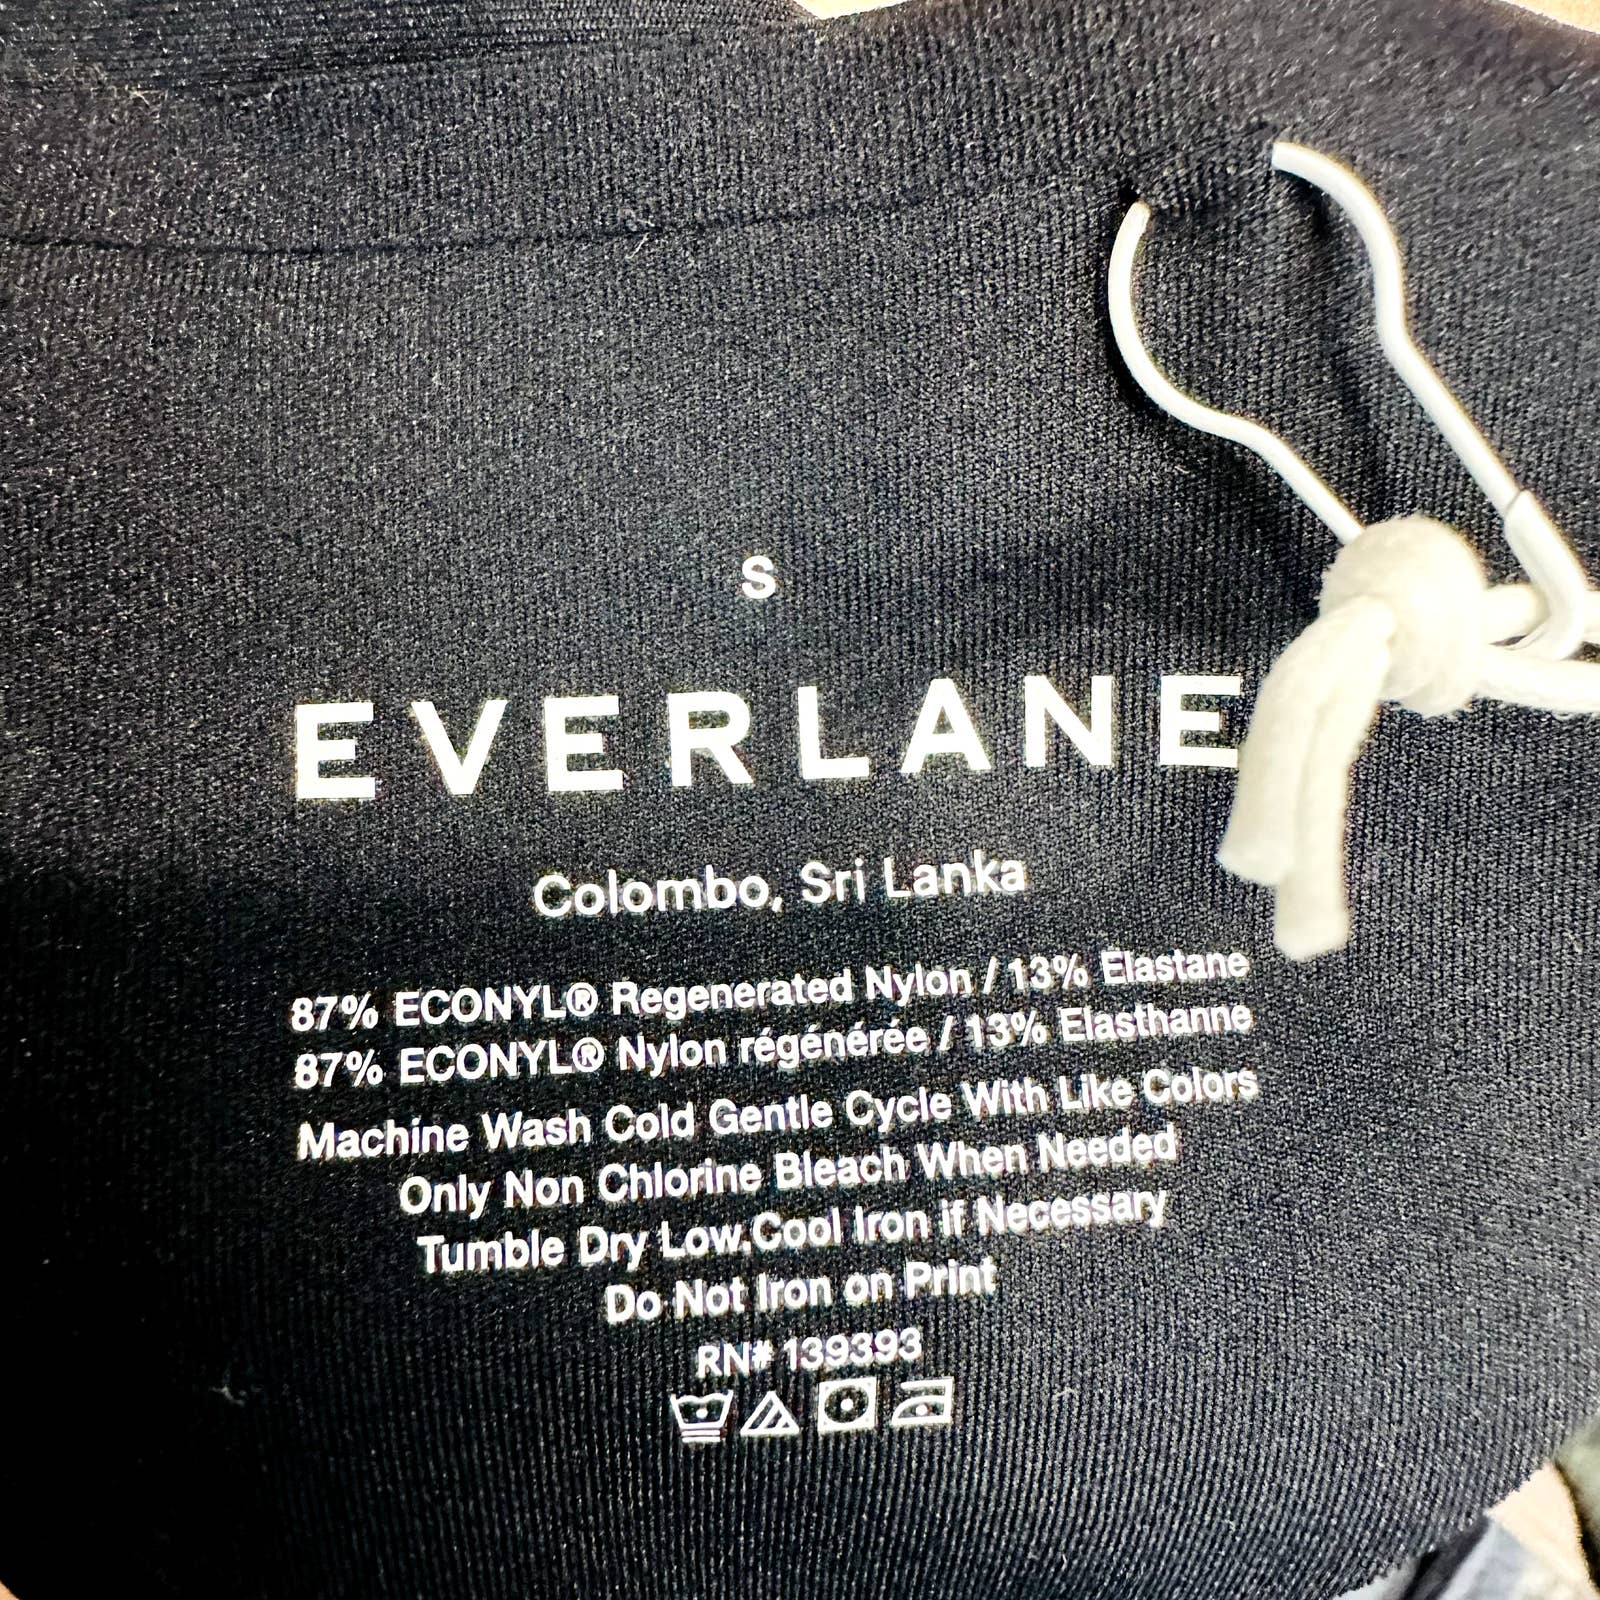 S
EVERLANE
Colombo, Sri Lanka
87% ECONYL® Regenerated Nylon / 13% Elastane
87% ECONYL® Nylon régénérée / 13% Elasthanne
Machine Wash Cold Gentle Cycle With Like Colors
Only Non Chlorine Bleach When Needed
Tumble Dry Low.Cool Iron if Necessary
Do Not Iron on Print
RN# 139393